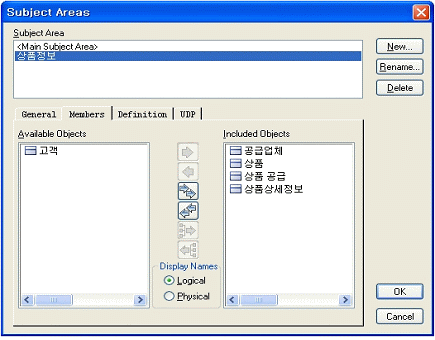 Subject Areas
Subject Area
<Main Subject Area>
상품정보
New...
Rename...
Delete
General Members Definition UDP
Available Objects
고객
Included Objects
공급업체
상품
상품 공급
상품상세정보
Display Names
Logical
Physical
OK
Cancel